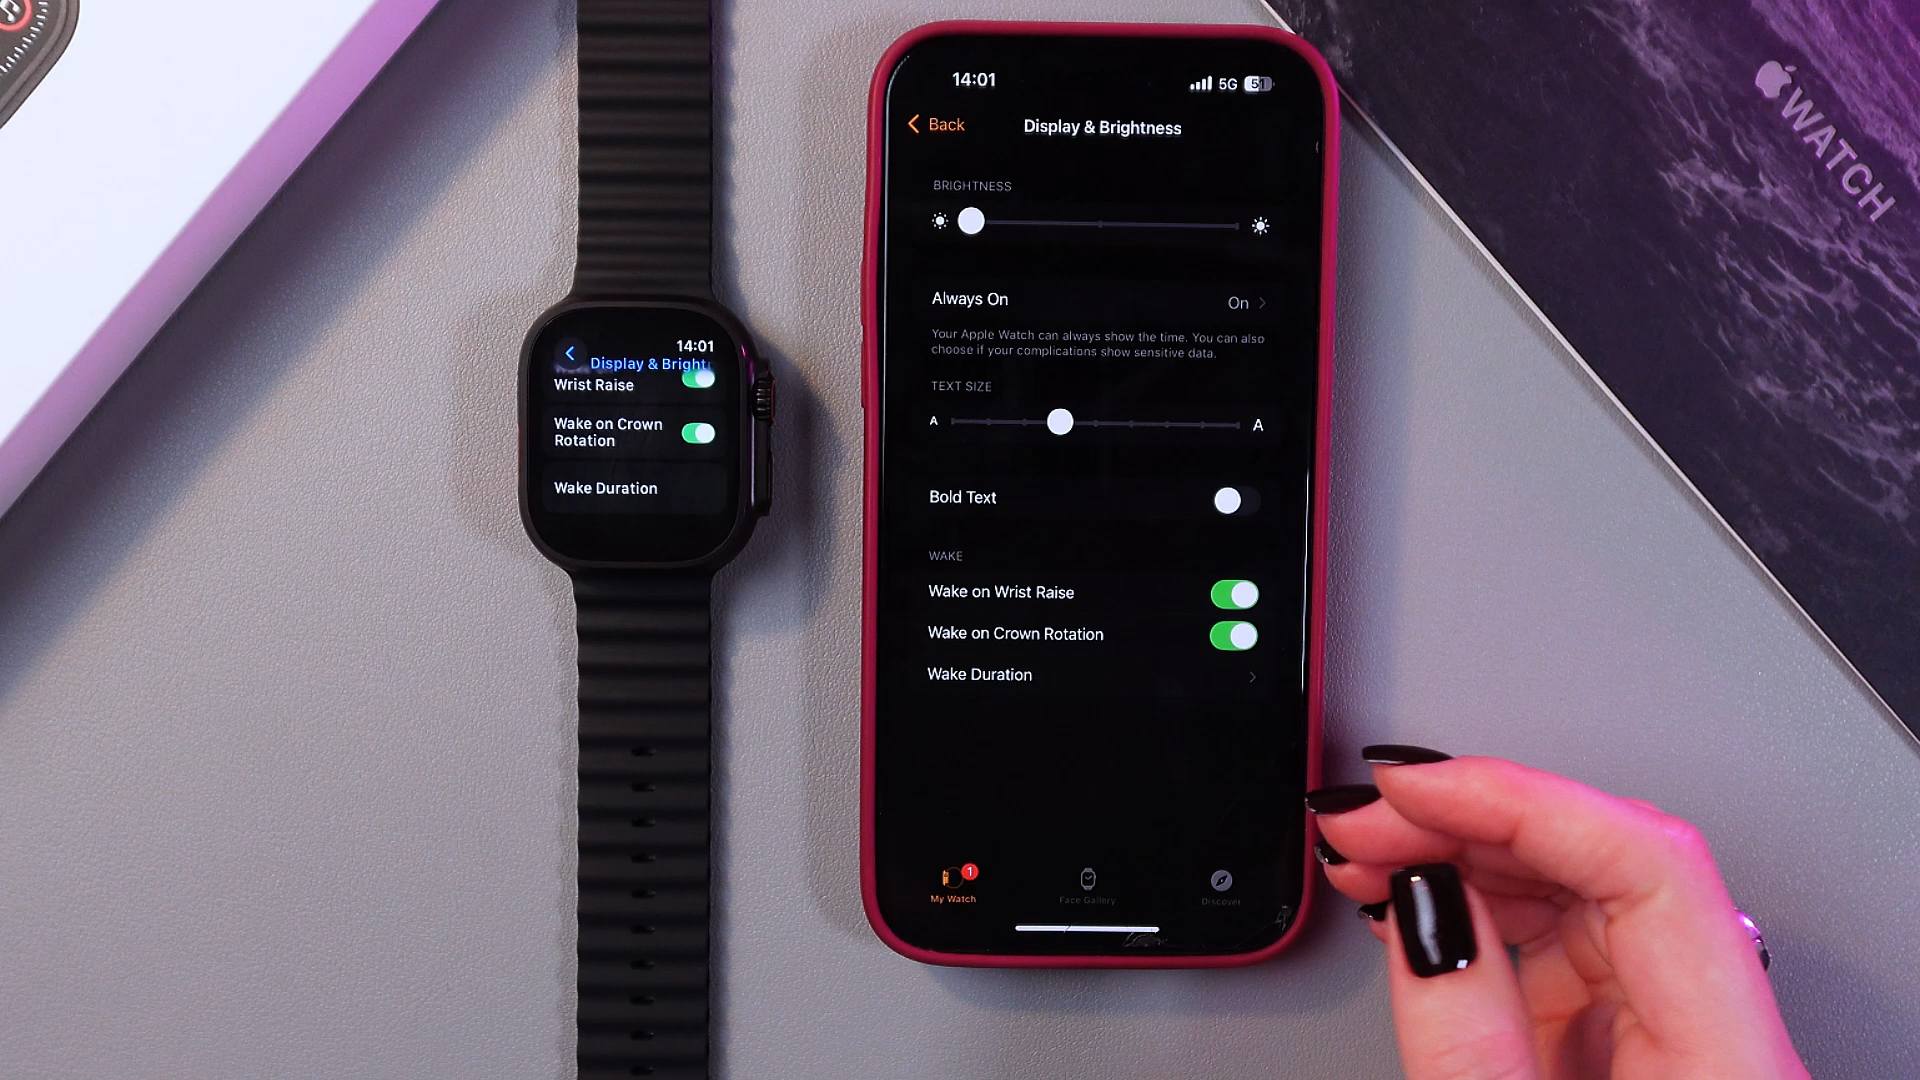 14:01
Display & Bright
Wrist Raise
Wake on Crown
Rotation
Wake Duration
14:01
5G 51
Back
Display & Brightness
BRIGHTNESS
Always On
On
Your Apple Watch can always show the time. You can also
choose if your complications show sensitive data.
TEXT SIZE
A A
Bold Text
WAKE
Wake on Wrist Raise
Wake on Crown Rotation
Wake Duration
1
My Watch
Face Gallery
Discover
WATCH